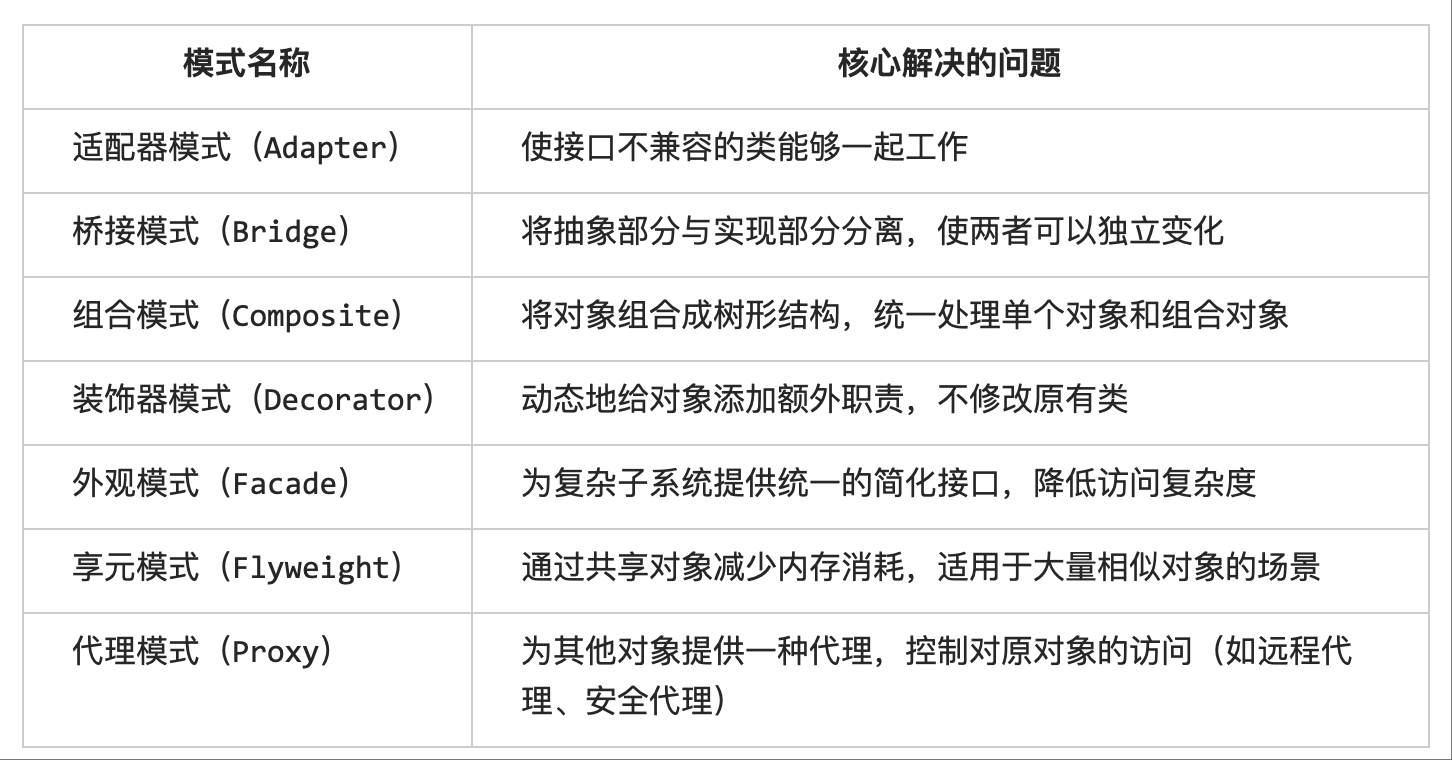 模式名称
核心解决的问题
适配器模式（Adapter）
使接口不兼容的类能够一起工作
桥接模式（Bridge）
将抽象部分与实现部分分离，使两者可以独立变化
组合模式（Composite）
将对象组合成树形结构，统一处理单个对象和组合对象
装饰器模式（Decorator）
动态地给对象添加额外职责，不修改原有类
外观模式（Facade）
为复杂子系统提供统一的简化接口，降低访问复杂度
享元模式（Flyweight）
通过共享对象减少内存消耗，适用于大量相似对象的场景
代理模式（Proxy）
为其他对象提供一种代理，控制对原对象的访问（如远程代
理、安全代理）